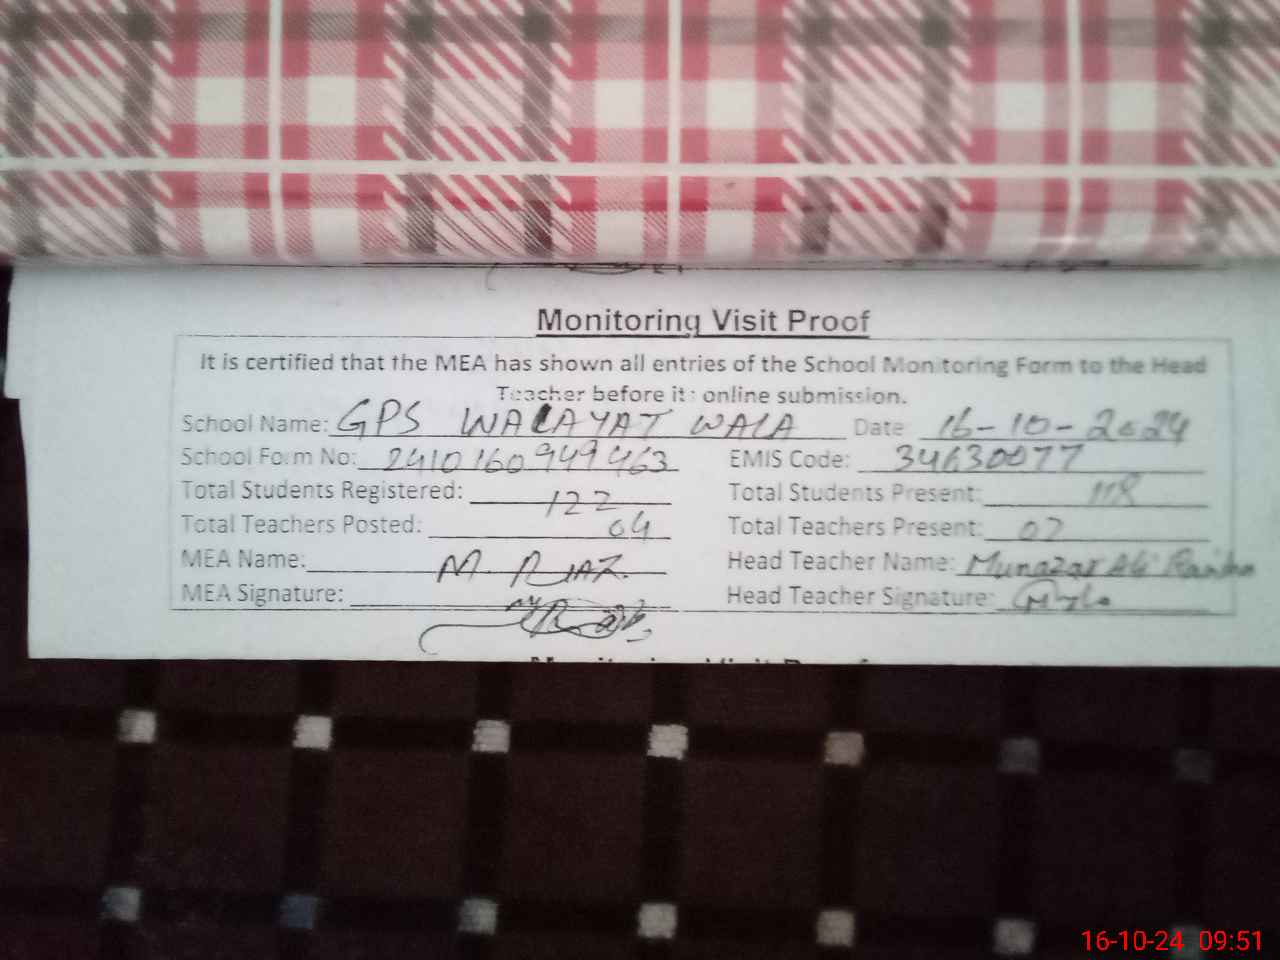 Monitoring Visit Proof
It is certified that the MEA has shown all entries of the School Monitoring Form to the Head
Teacher before its online submission.
School Name: GPS WALAYAT WALA Date 16-10-2024
School Form No: 2410160949463 EMIS Code: 34630077
Total Students Registered: 122 Total Students Present: 118
Total Teachers Posted: 04 Total Teachers Present: 02
MEA Name: M. RIAZ. Head Teacher Name: Munazar Ali
MEA Signature: Head Teacher Signature:
16-10-24 09:51